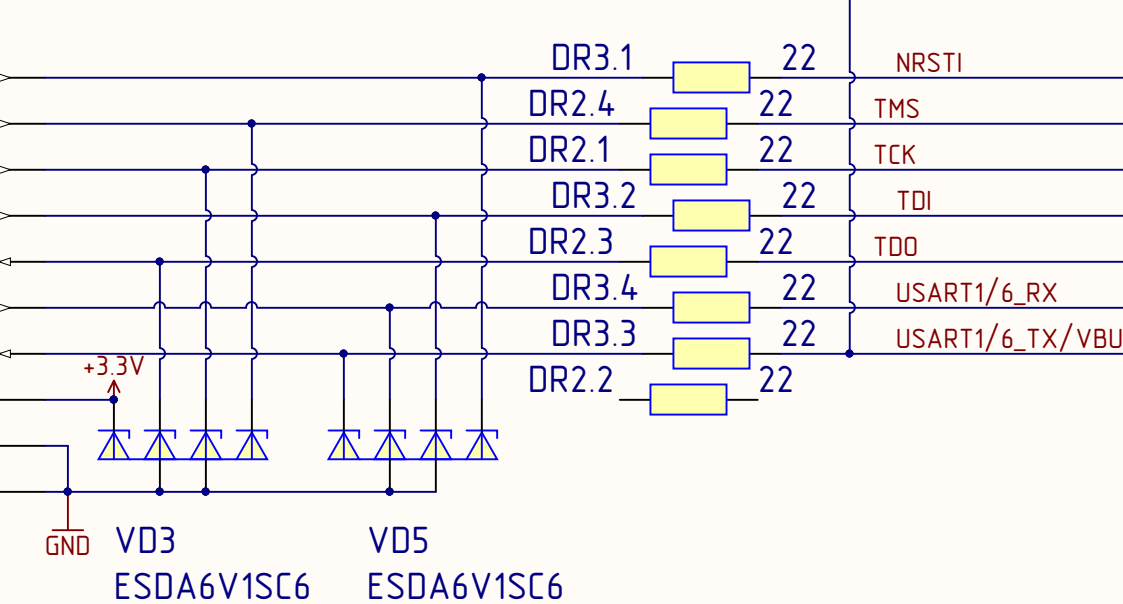 DR3.1 22 NRSTI
DR2.4 22 TMS
DR2.1 22 TCK
DR3.2 22 TDI
DR2.3 22 TDO
DR3.4 22 USART1/6_RX
DR3.3 22 USART1/6_TX/VBU
+3.3V
DR2.2 22
GND VD3 VD5
ESDA6V1SC6 ESDA6V1SC6